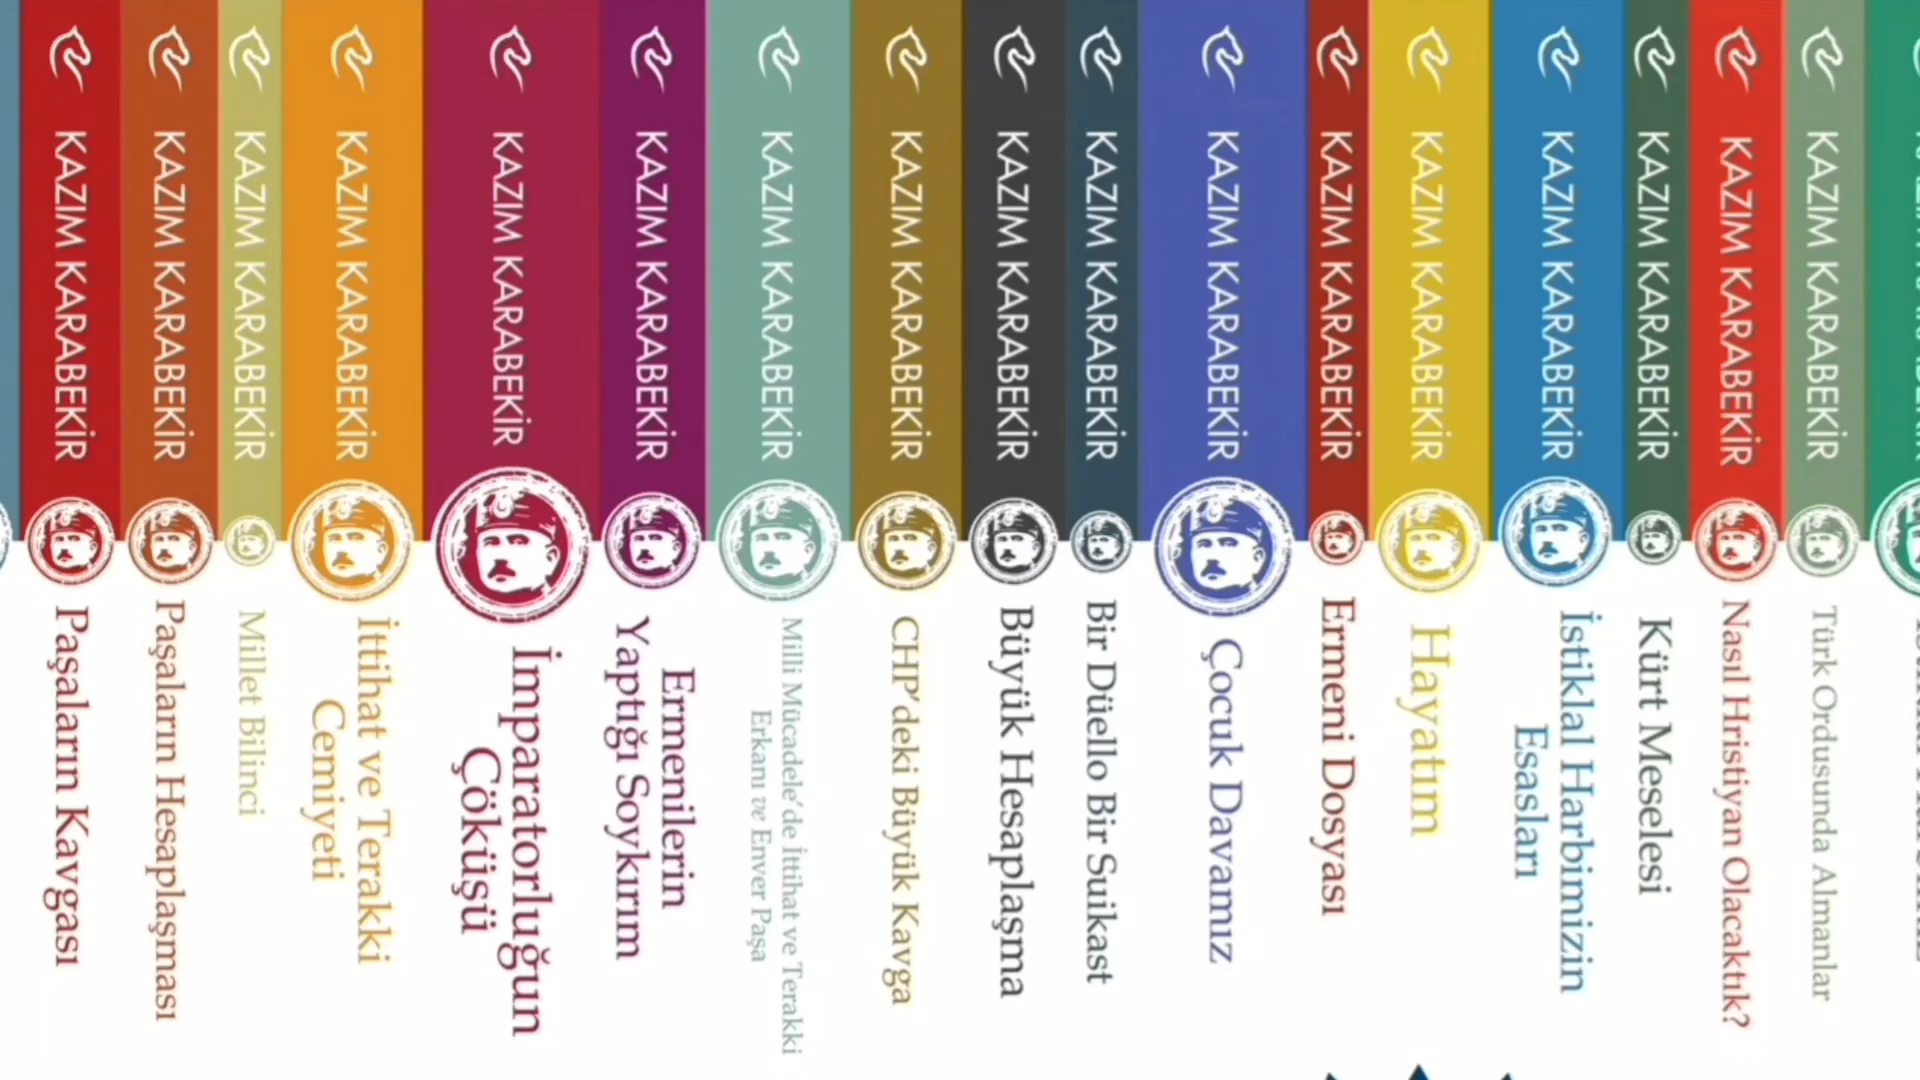 KAZIM KARABEKİR
Paşaların Kavgası
KAZIM KARABEKİR
Paşaların Hesaplaşması
KAZIM KARABEKİR
Millet Bilinci
KAZIM KARABEKİR
İttihat ve Terakki
Cemiyeti
KAZIM KARABEKİR
İmparatorluğun
Çöküşü
KAZIM KARABEKİR
Ermenilerin
Yaptığı Soykırım
KAZIM KARABEKİR
Milli Mücadele'de İttihat ve Terakki
Erkanı ve Enver Paşa
KAZIM KARABEKİR
CHP'deki Büyük Kavga
KAZIM KARABEKİR
Büyük Hesaplaşma
KAZIM KARABEKİR
Bir Düello Bir Suikast
KAZIM KARABEKİR
Çocuk Davamız
KAZIM KARABEKİR
Ermeni Dosyası
KAZIM KARABEKİR
Hayatım
KAZIM KARABEKİR
İstiklal Harbimizin
Esasları
KAZIM KARABEKİR
Kürt Meselesi
KAZIM KARABEKİR
Nasıl Hristiyan Olacaktık?
KAZIM KARABEKİR
Türk Ordusunda Almanlar